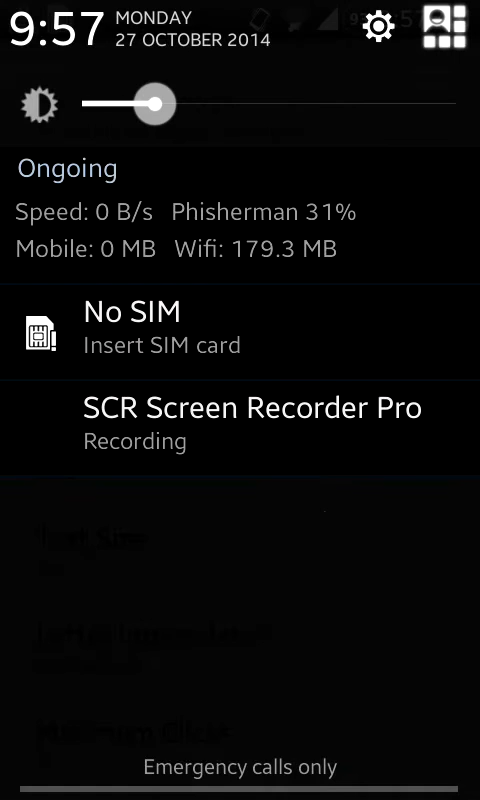 9:57
MONDAY
27 OCTOBER 2014
Ongoing
Speed: 0 B/s Phisherman 31%
Mobile: 0 MB Wifi: 179.3 MB
No SIM
Insert SIM card
SCR Screen Recorder Pro
Recording
Emergency calls only